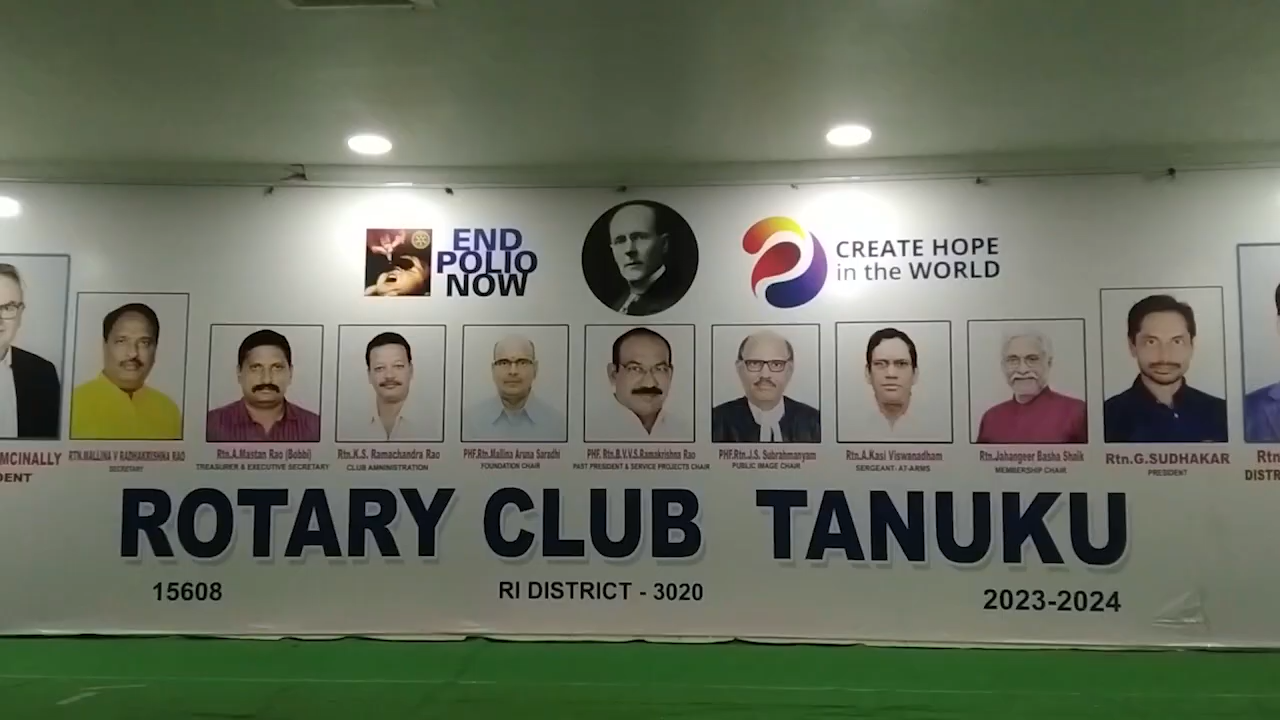 END
POLIO
NOW
CREATE HOPE
in the WORLD
MCINALLY
DENT
RTN.MALLINA V RADHAKRISHNA RAO
SECRETARY
Rtn.A.Mastan Rao (Bobbi)
TREASURER & EXECUTIVE SECRETARY
Rtn.K.S. Ramachandra Rao
CLUB AMNINISTRATION
PHF.Rtn.Mallina Aruna Saradhi
FOUNDATION CHAIR
PHF. Rtn.B.V.V.S.Ramakrishna Rao
PAST PRESIDENT & SERVICE PROJECTS CHAIR
PHF.Rtn.J.S. Subrahmanyam
PUBLIC IMAGE CHAIR
Rtn.A.Kasi Viswanadham
SERGEANT- AT-ARMS
Rtn.Jahangeer Basha Shaik
MEMBERSHIP CHAIR
Rtn.G.SUDHAKAR
PRESIDENT
Rtn
DISTR
ROTARY CLUB TANUKU
15608
RI DISTRICT - 3020
2023-2024